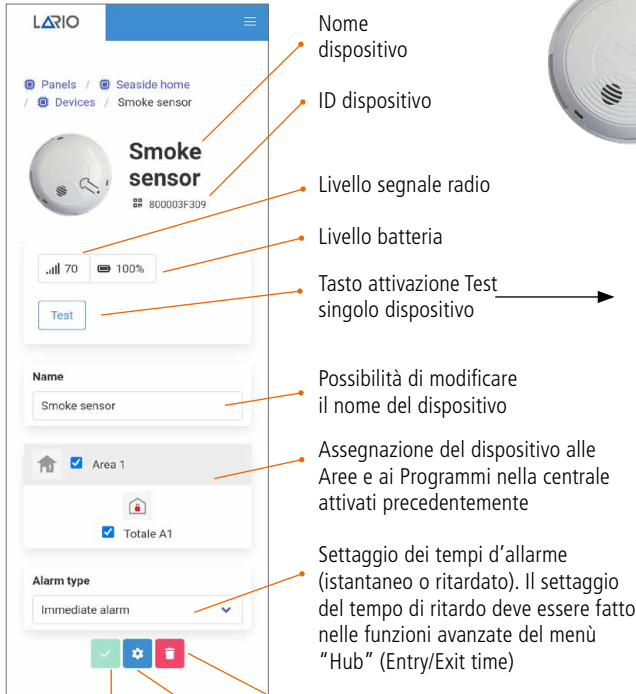 LARIO
Panels / Seaside home
/ Devices / Smoke sensor
Smoke
sensor
800003F309
70 100%
Test
Name
Smoke sensor
Area 1
Totale A1
Alarm type
Immediate alarm
Nome
dispositivo
ID dispositivo
Livello segnale radio
Livello batteria
Tasto attivazione Test
singolo dispositivo
Possibilità di modificare
il nome del dispositivo
Assegnazione del dispositivo alle
Aree e ai Programmi nella centrale
attivati precedentemente
Settaggio dei tempi d’allarme
(istantaneo o ritardato). Il settaggio
del tempo di ritardo deve essere fatto
nelle funzioni avanzate del menù
“Hub” (Entry/Exit time)